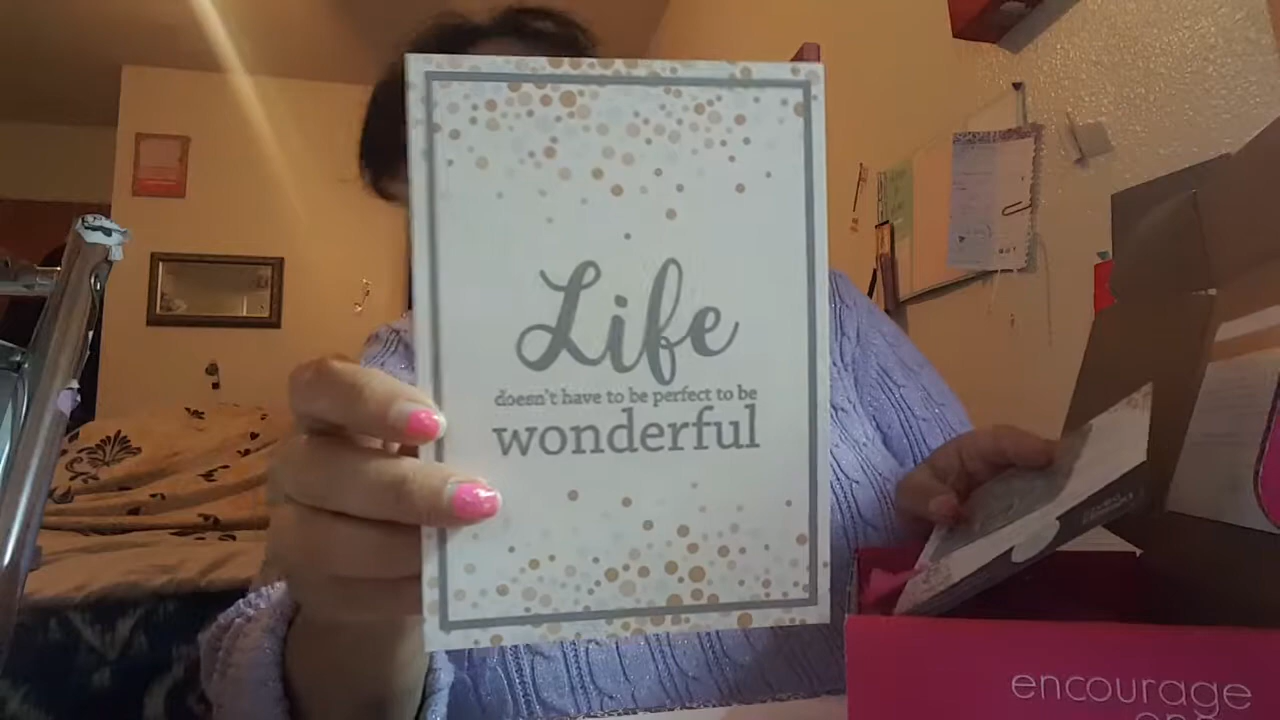 Life
doesn't have to be perfect to be
wonderful
encourage